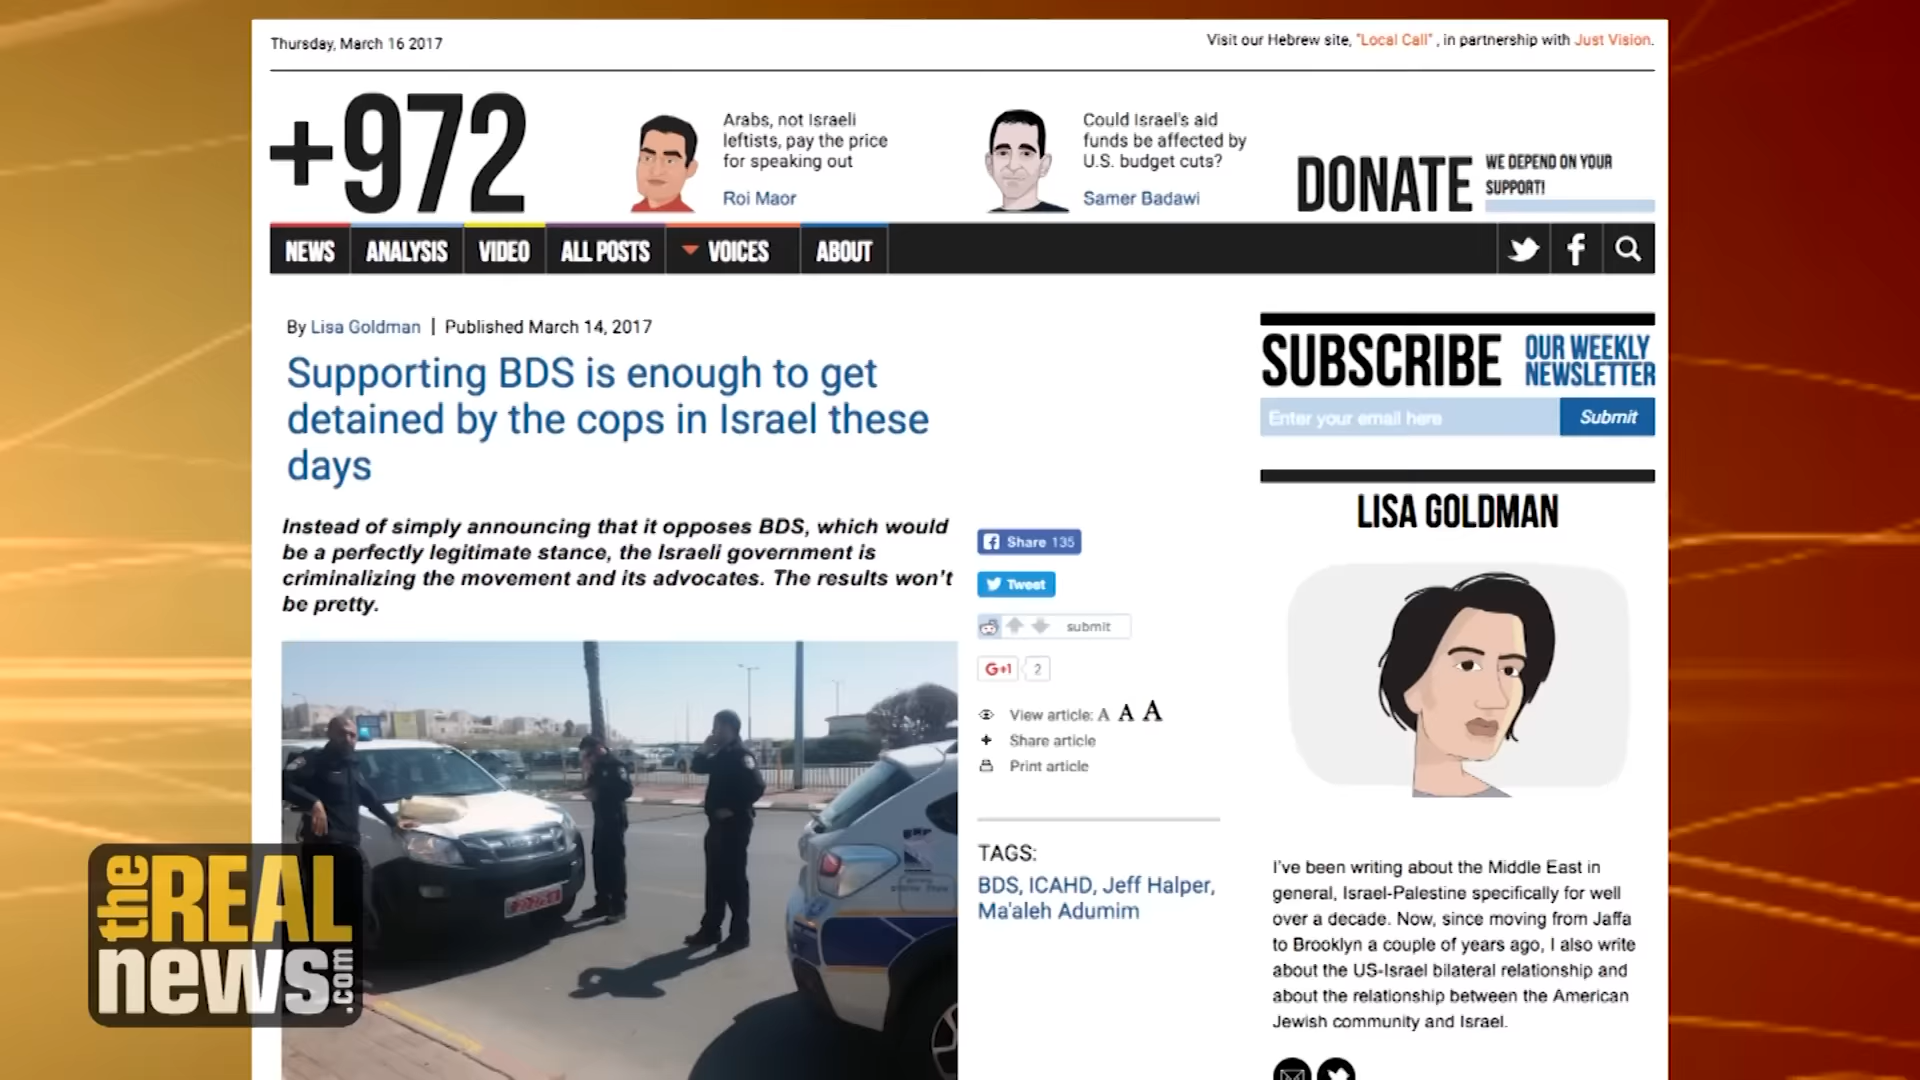 Thursday, March 16 2017
Visit our Hebrew site, "Local Call" , in partnership with Just Vision.
+972
Arabs, not Israeli
leftists, pay the price
for speaking out
Roi Maor
Could Israel's aid
funds be affected by
U.S. budget cuts?
Samer Badawi
DONATE
WE DEPEND ON YOUR
SUPPORT!
NEWS
ANALYSIS
VIDEO
ALL POSTS
VOICES
ABOUT
By Lisa Goldman | Published March 14, 2017
Supporting BDS is enough to get
detained by the cops in Israel these
days
Instead of simply announcing that it opposes BDS, which would
be a perfectly legitimate stance, the Israeli government is
criminalizing the movement and its advocates. The results won't
be pretty.
Share 135
Tweet
submit
G+1 2
View article: A A A
Share article
Print article
TAGS:
BDS, ICAHD, Jeff Halper,
Ma'aleh Adumim
SUBSCRIBE
OUR WEEKLY
NEWSLETTER
Enter your email here
Submit
LISA GOLDMAN
I've been writing about the Middle East in
general, Israel-Palestine specifically for well
over a decade. Now, since moving from Jaffa
to Brooklyn a couple of years ago, I also write
about the US-Israel bilateral relationship and
about the relationship between the American
Jewish community and Israel.
the REAL
news.com